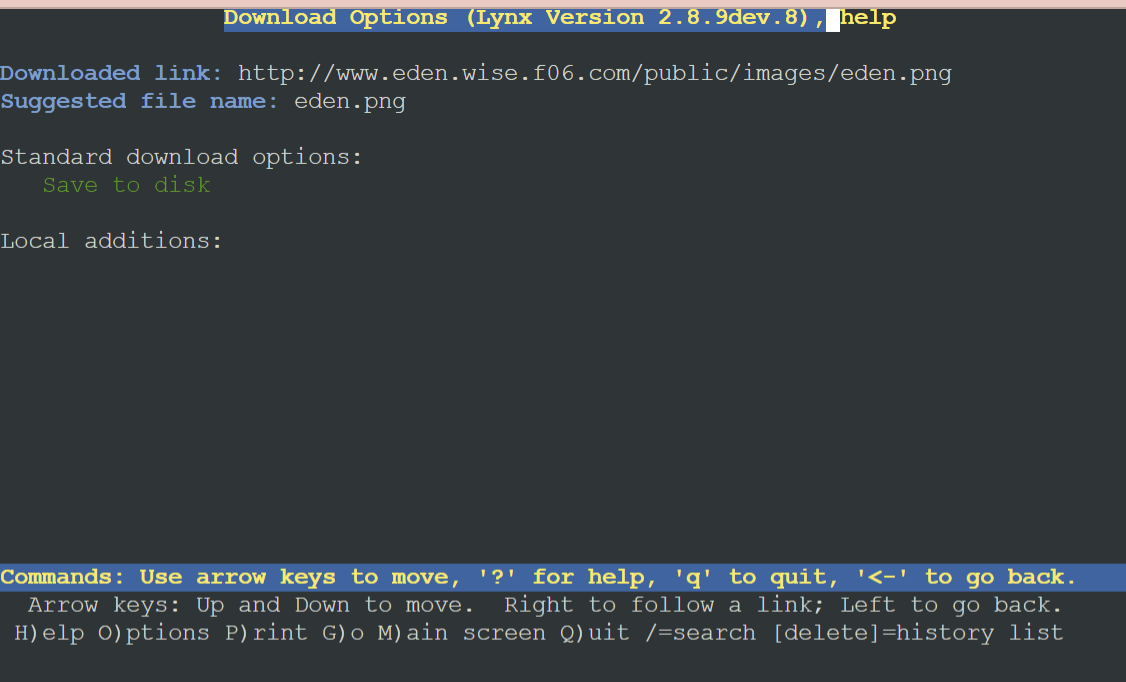 Download Options (Lynx Version 2.8.9dev.8), help
Downloaded link: http://www.eden.wise.f06.com/public/images/eden.png
Suggested file name: eden.png
Standard download options:
Save to disk
Local additions:
Commands: Use arrow keys to move, '?' for help, 'q' to quit, '<-' to go back.
Arrow keys: Up and Down to move. Right to follow a link; Left to go back.
H)elp O)ptions P)rint G)o M)ain screen Q)uit /=search [delete]=history list